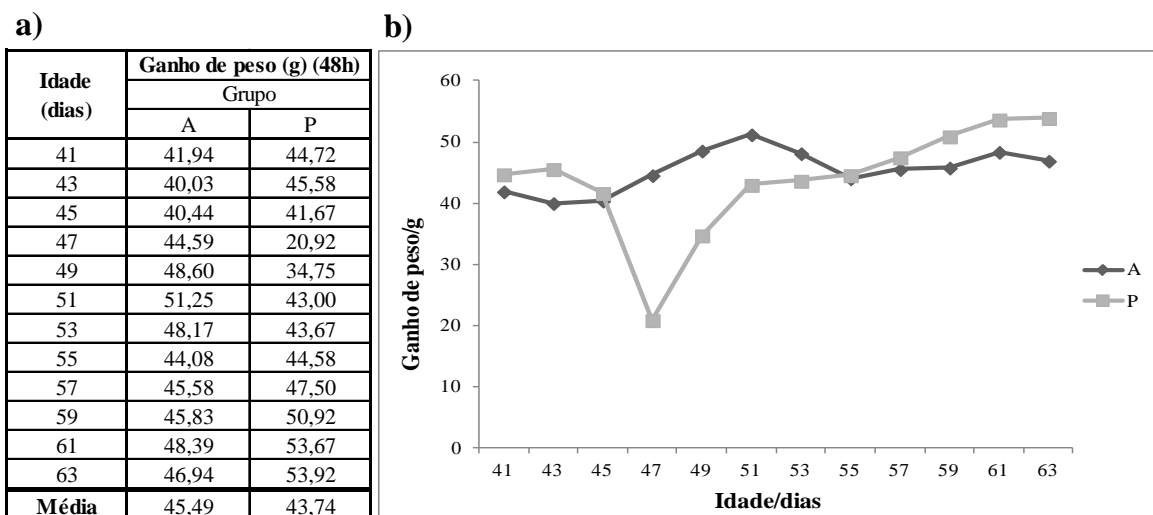 a)
Idade (dias) Ganho de peso (g) (48h)
Grupo
A P
41 41,94 44,72
43 40,03 45,58
45 40,44 41,67
47 44,59 20,92
49 48,60 34,75
51 51,25 43,00
53 48,17 43,67
55 44,08 44,58
57 45,58 47,50
59 45,83 50,92
61 48,39 53,67
63 46,94 53,92
Média 45,49 43,74
b)
Ganho de peso/g
60
50
40
30
20
10
0
41 43 45 47 49 51 53 55 57 59 61 63
Idade/dias
A
P